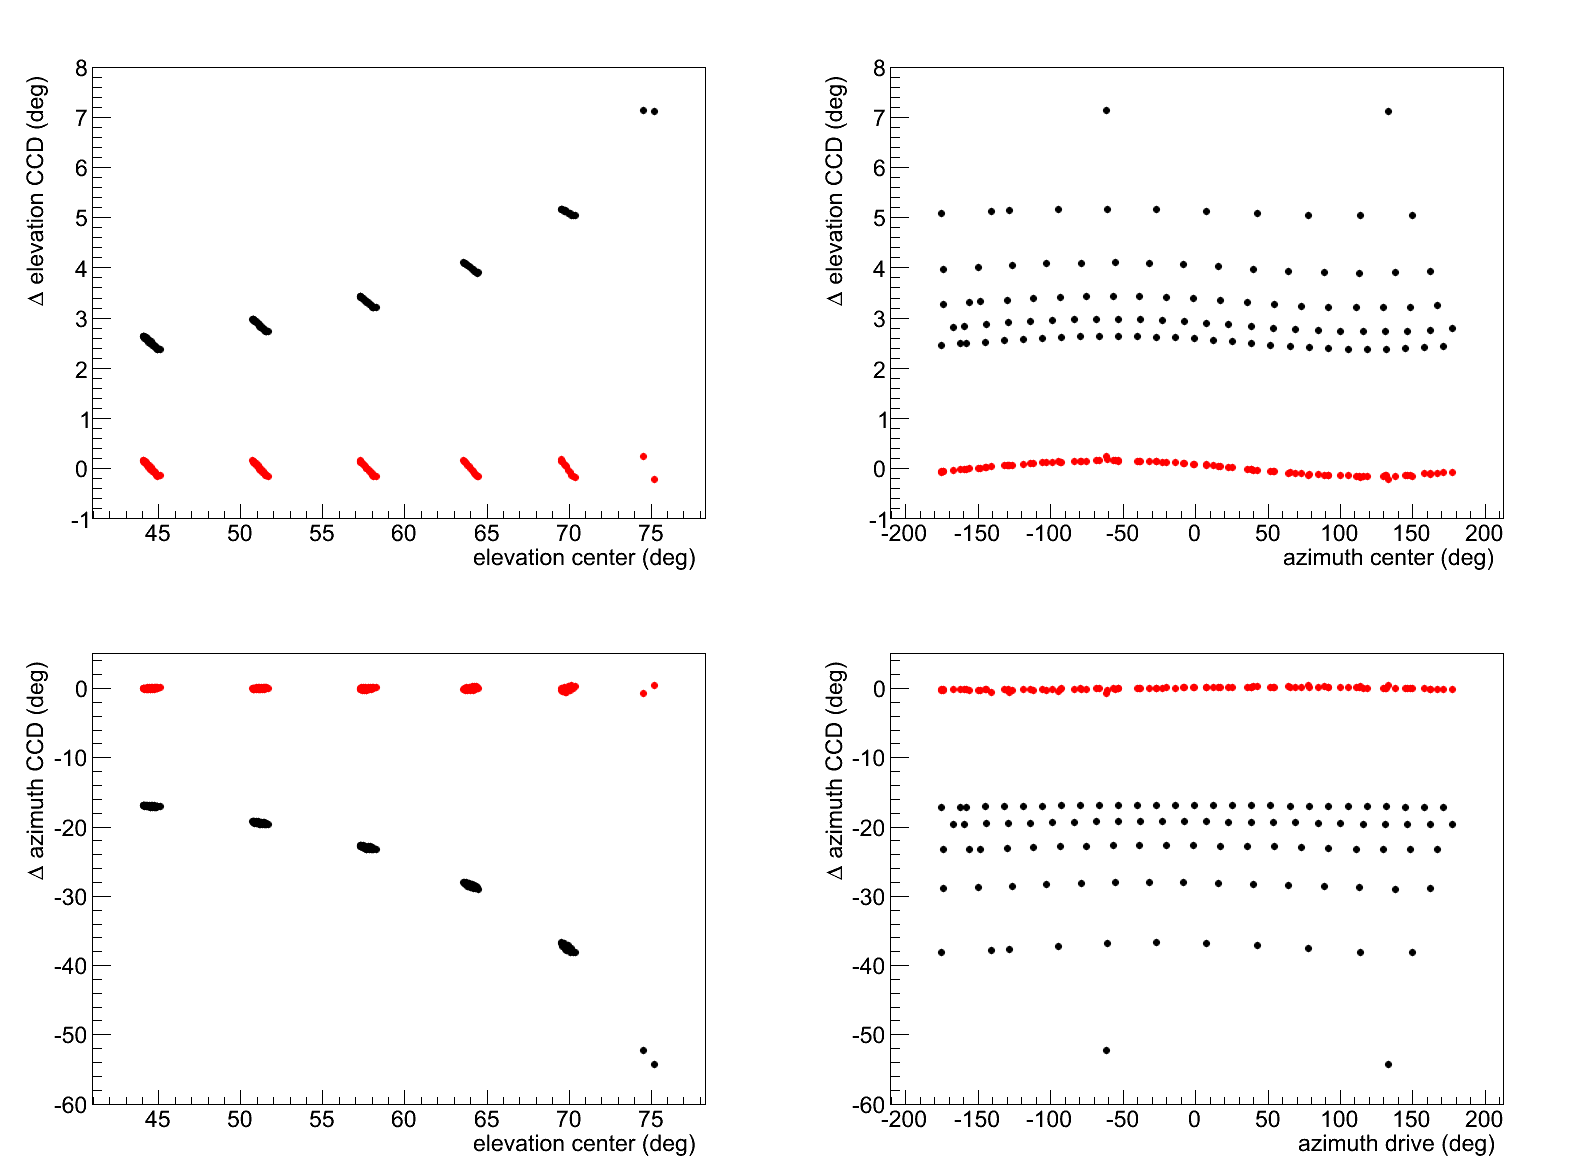 8
7
6
5
4
3
2
1
0
-1
Δ elevation CCD (deg)
45 50 55 60 65 70 75
elevation center (deg)
8
7
6
5
4
3
2
1
0
-1
Δ elevation CCD (deg)
-200 -150 -100 -50 0 50 100 150 200
azimuth center (deg)
0
-10
-20
-30
-40
-50
-60
Δ azimuth CCD (deg)
45 50 55 60 65 70 75
elevation center (deg)
0
-10
-20
-30
-40
-50
-60
Δ azimuth CCD (deg)
-200 -150 -100 -50 0 50 100 150 200
azimuth drive (deg)